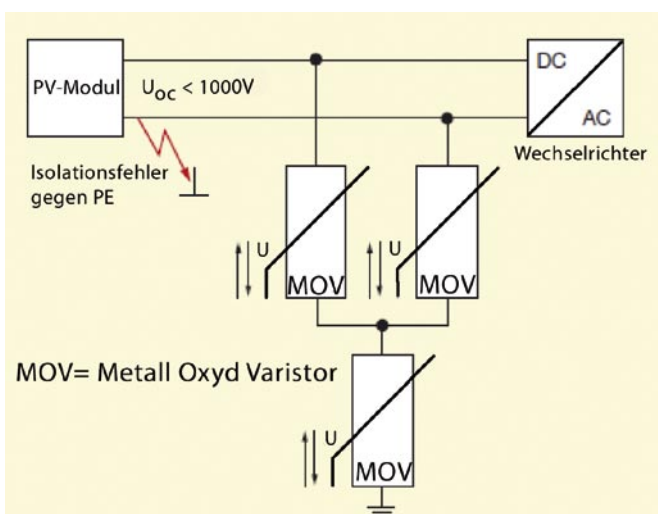 PV-Modul
U_OC < 1000V
DC
AC
Wechselrichter
Isolationsfehler
gegen PE
U
MOV
U
MOV
MOV= Metall Oxyd Varistor
U
MOV